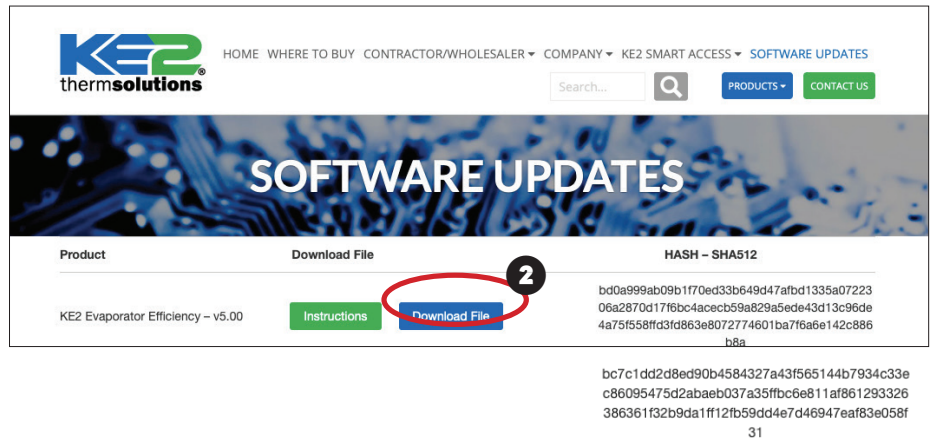 KE2
thermsolutions®
HOME WHERE TO BUY CONTRACTOR/WHOLESALER COMPANY KE2 SMART ACCESS SOFTWARE UPDATES
Search...
PRODUCTS
CONTACT US
SOFTWARE UPDATES
Product Download File HASH – SHA512
2
KE2 Evaporator Efficiency – v5.00
Instructions
Download File
bd0a999ab09b1f70ed33b649d47afbd1335a07223
06a2870d17f6bc4acecb59a829a5ede43d13c96de
4a75f558ffd3fd863e8072774601ba7f6a6e142c886
b8a
bc7c1dd2d8ed90b4584327a43f565144b7934c33e
c86095475d2abaeb037a35ffbc6e811af861293326
386361f32b9da1ff12fb59dd4e7d46947eaf83e058f
31